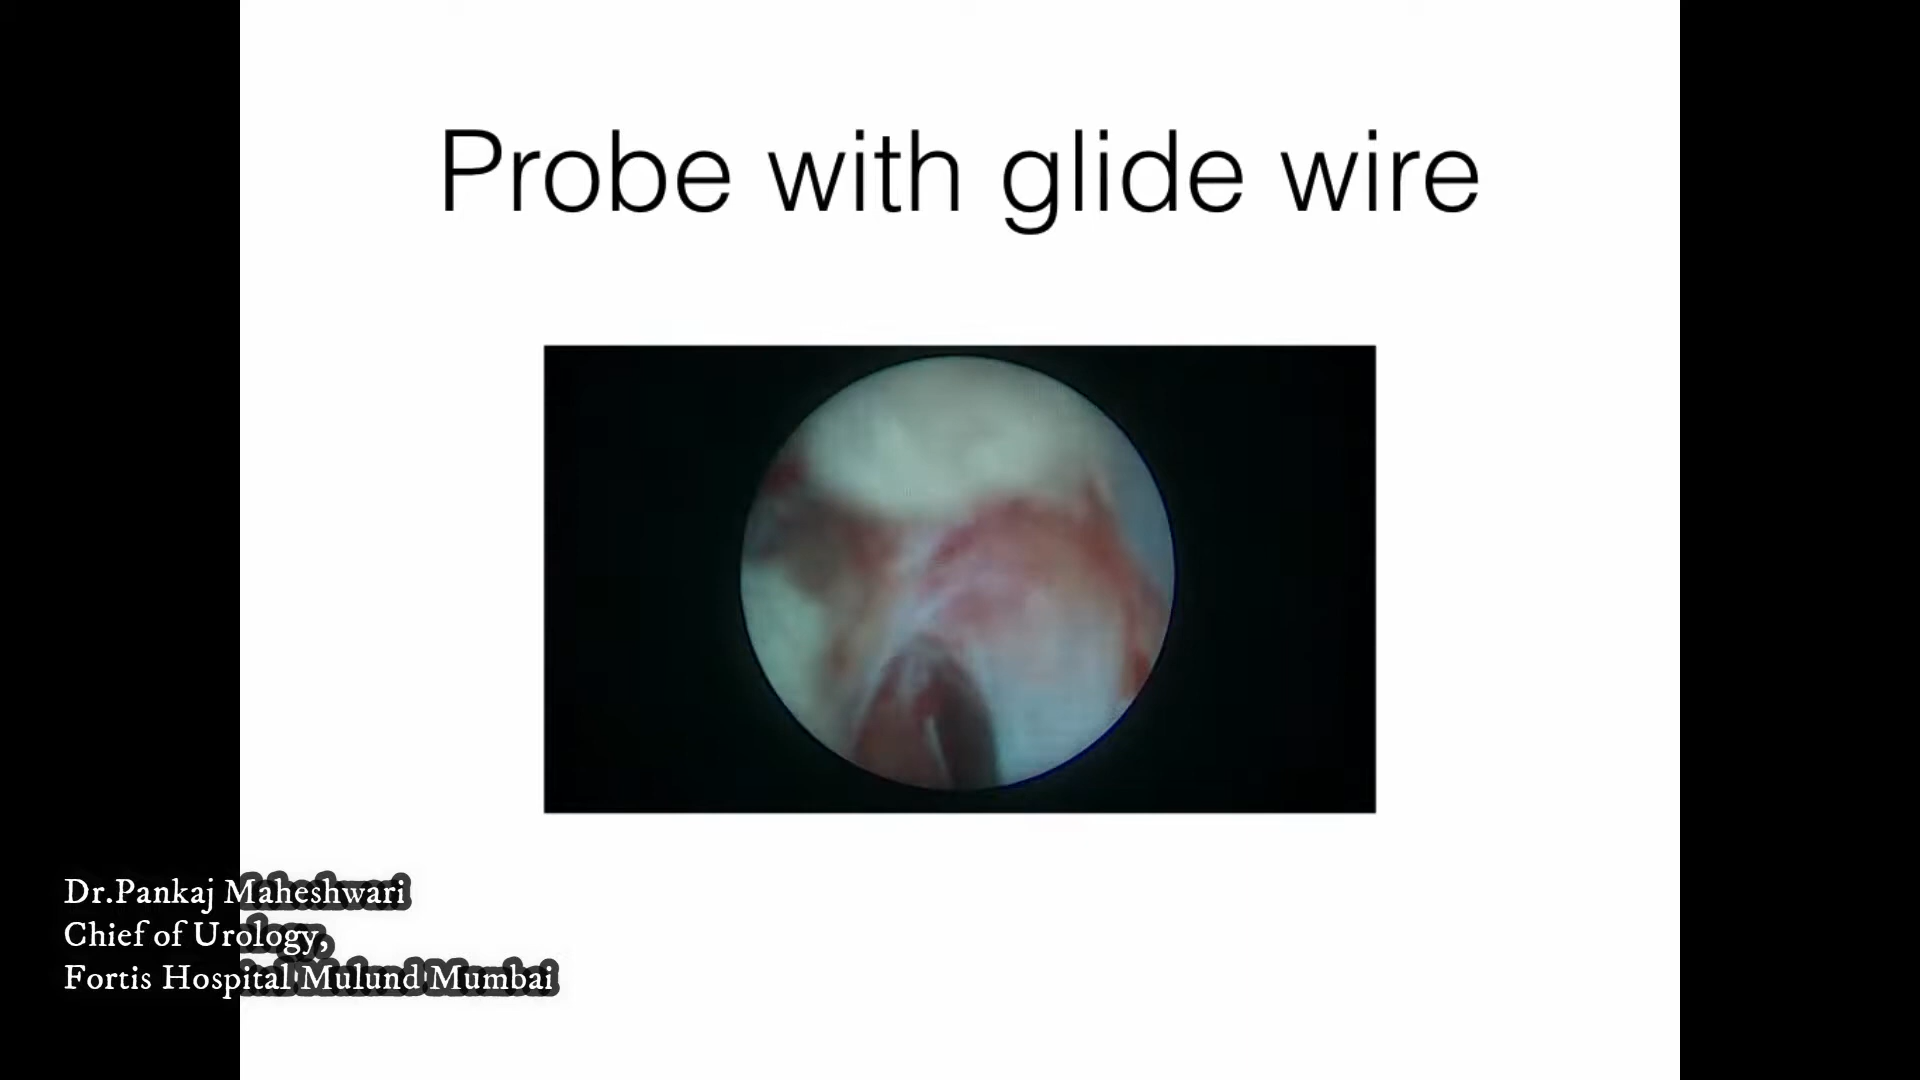 Probe with glide wire
Dr.Pankaj Maheshwari
Chief of Urology,
Fortis Hospital Mulund Mumbai